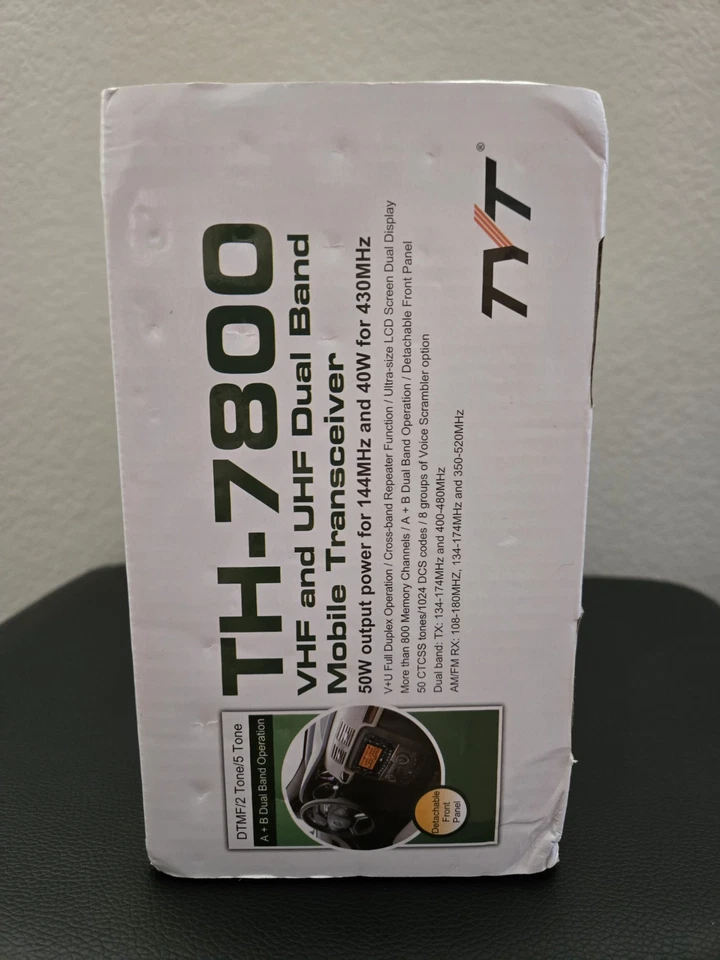 TH-7800
VHF and UHF Dual Band
Mobile Transceiver
50W output power for 144MHz and 40W for 430MHz
V+U Full Duplex Operation / Cross-band Repeater Function / Ultra-size LCD Screen Dual Display
More than 800 Memory Channels / A + B Dual Band Operation / Detachable Front Panel
50 CTCSS tones/1024 DCS codes / 8 groups of Voice Scrambler option
Dual band: TX: 134-174MHz and 400-480MHz
AM/FM RX: 108-180MHZ, 134-174MHz and 350-520MHz
TYT®
DTMF/2 Tone/5 Tone
A + B Dual Band Operation
Detachable
Front
Panel